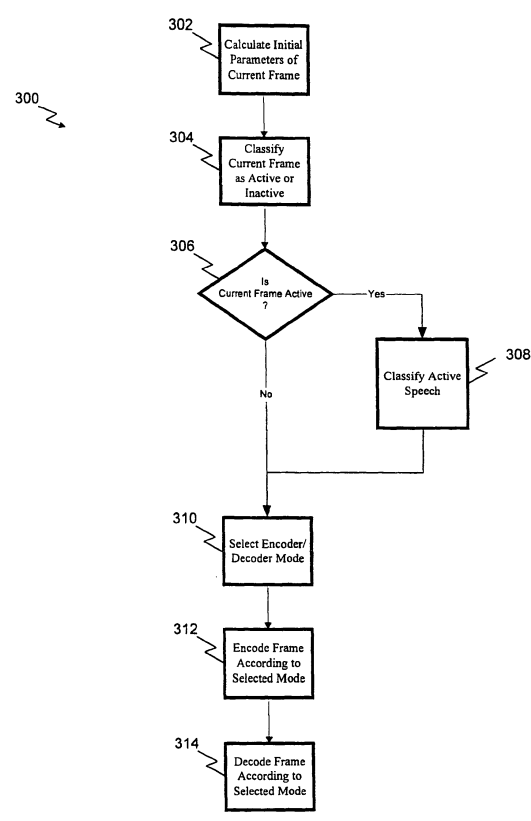 302
Calculate Initial
Parameters of
Current Frame
300
304
Classify
Current Frame
as Active or
Inactive
306
Is
Current Frame Active
?
Yes
308
Classify Active
Speech
No
310
Select Encoder/
Decoder Mode
312
Encode Frame
According to
Selected Mode
314
Decode Frame
According to
Selected Mode